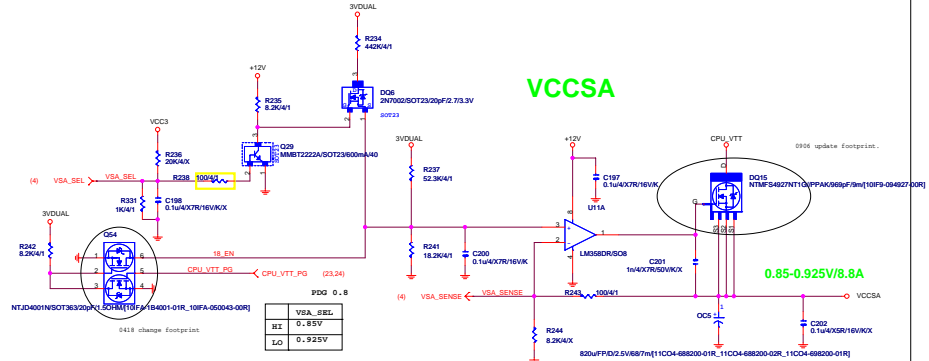 3VDUAL
R234
442K/4/1
+12V
R235
8.2K/4/1
DQ6
2N7002/SOT23/20pF/2.7/3.3V
SOT23
VCCSA
VCC3
R236
20K/4/X
SOT23
Q29
MMBT2222A/SOT23/600mA/40
3VDUAL
+12V
CPU_VTT
0906 update footprint.
(4)
VSA_SEL
VSA_SEL
R238
100/4/1
R237
52.3K/4/1
C197
0.1u/4/X7R/16V/K
DQ15
NTMFS4927NT1G/PPAK/969pF/9m/[10IF9-094927-00R]
R331
1K/4/1
C198
0.1u/4/X7R/16V/K/X
U11A
3VDUAL
R242
8.2K/4/1
Q54
18_EN
CPU_VTT_PG
CPU_VTT_PG
(23,24)
R241
18.2K/4/1
C200
0.1u/4/X7R/16V/K
LM358DR/SO8
C201
1n/4/X7R/50V/K/X
0.85-0.925V/8.8A
NTJD4001N/SOT363/20pF/1.5OHM/[10IFA-1B4001-01R_10IFA-050043-00R]
0418 change footprint
PDG 0.8
VSA_SEL
HI 0.85V
LO 0.925V
(4)
VSA_SENSE
VSA_SENSE
R243
100/4/1
VCCSA
R244
8.2K/4/X
OC5
C202
0.1u/4/X5R/16V/K/X
820u/FP/D/2.5V/68/7m/[11CO4-688200-01R_11CO4-688200-02R_11CO4-698200-01R]